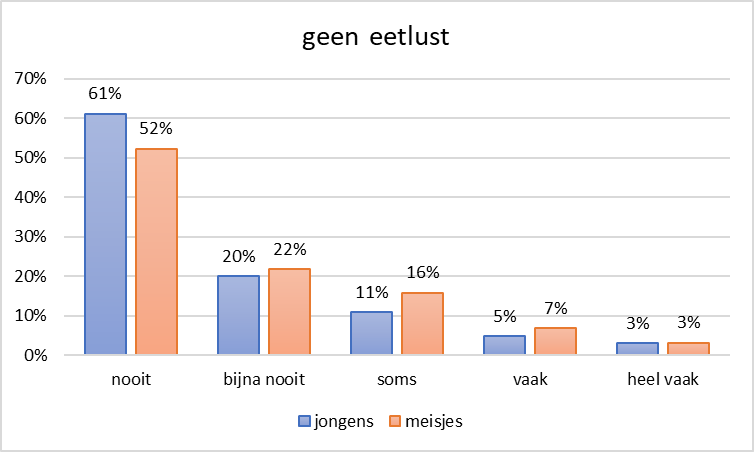 geen eetlust
70%
60%
50%
40%
30%
20%
10%
0%
61%
52%
20%
22%
11%
16%
5%
7%
3%
3%
nooit
bijna nooit
soms
vaak
heel vaak
jongens
meisjes